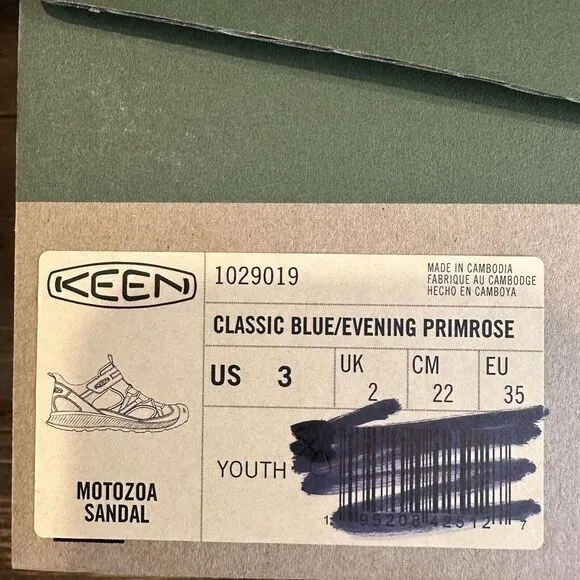 KEEN
1029019
MADE IN CAMBODIA
FABRIQUE AU CAMBODGE
HECHO EN CAMBOYA
CLASSIC BLUE/EVENING PRIMROSE
US 3
UK 2
CM 22
EU 35
YOUTH
MOTOZOA
SANDAL